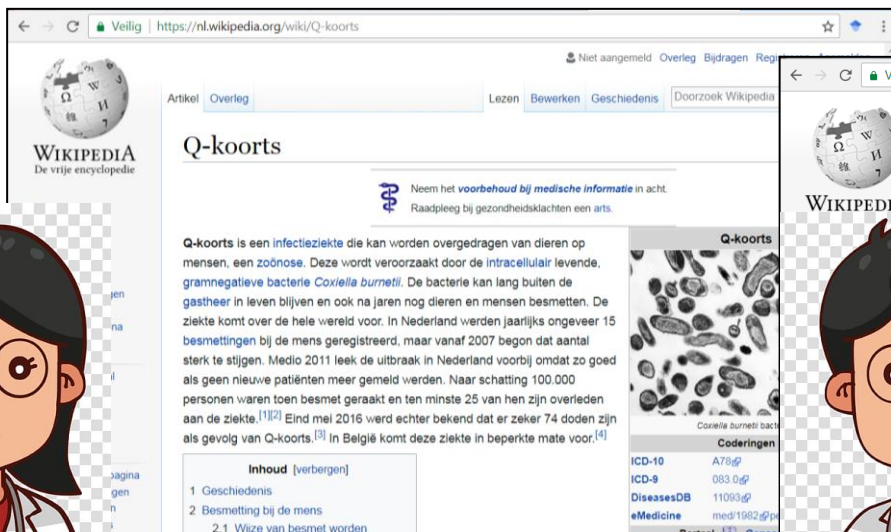 Veilig https://nl.wikipedia.org/wiki/Q-koorts
Niet aangemeld Overleg Bijdragen
Artikel Overleg Lezen Bewerken Geschiedenis Doorzoek Wikipedia
WIKIPEDIA
De vrije encyclopedie
Q-koorts
Neem het voorbehoud bij medische informatie in acht.
Raadpleeg bij gezondheidsklachten een arts.
Q-koorts is een infectieziekte die kan worden overgedragen van dieren op
mensen, een zoönose. Deze wordt veroorzaakt door de intracellulair levende,
gramnegatieve bacterie Coxiella burnetii. De bacterie kan lang buiten de
gastheer in leven blijven en ook na jaren nog dieren en mensen besmetten. De
ziekte komt over de hele wereld voor. In Nederland werden jaarlijks ongeveer 15
besmettingen bij de mens geregistreerd, maar vanaf 2007 begon dat aantal
sterk te stijgen. Medio 2011 leek de uitbraak in Nederland voorbij omdat zo goed
als geen nieuwe patiënten meer gemeld werden. Naar schatting 100.000
personen waren toen besmet geraakt en ten minste 25 van hen zijn overleden
aan de ziekte.[1][2] Eind mei 2016 werd echter bekend dat er zeker 74 doden zijn
als gevolg van Q-koorts.[3] In België komt deze ziekte in beperkte mate voor.[4]
Inhoud [verbergen]
1 Geschiedenis
2 Besmetting bij de mens
2.1 Wijze van besmet worden
Q-koorts
Coxiella burneti
Coderingen
ICD-10 A78
ICD-9 083.0
DiseasesDB 11093
eMedicine med/1982